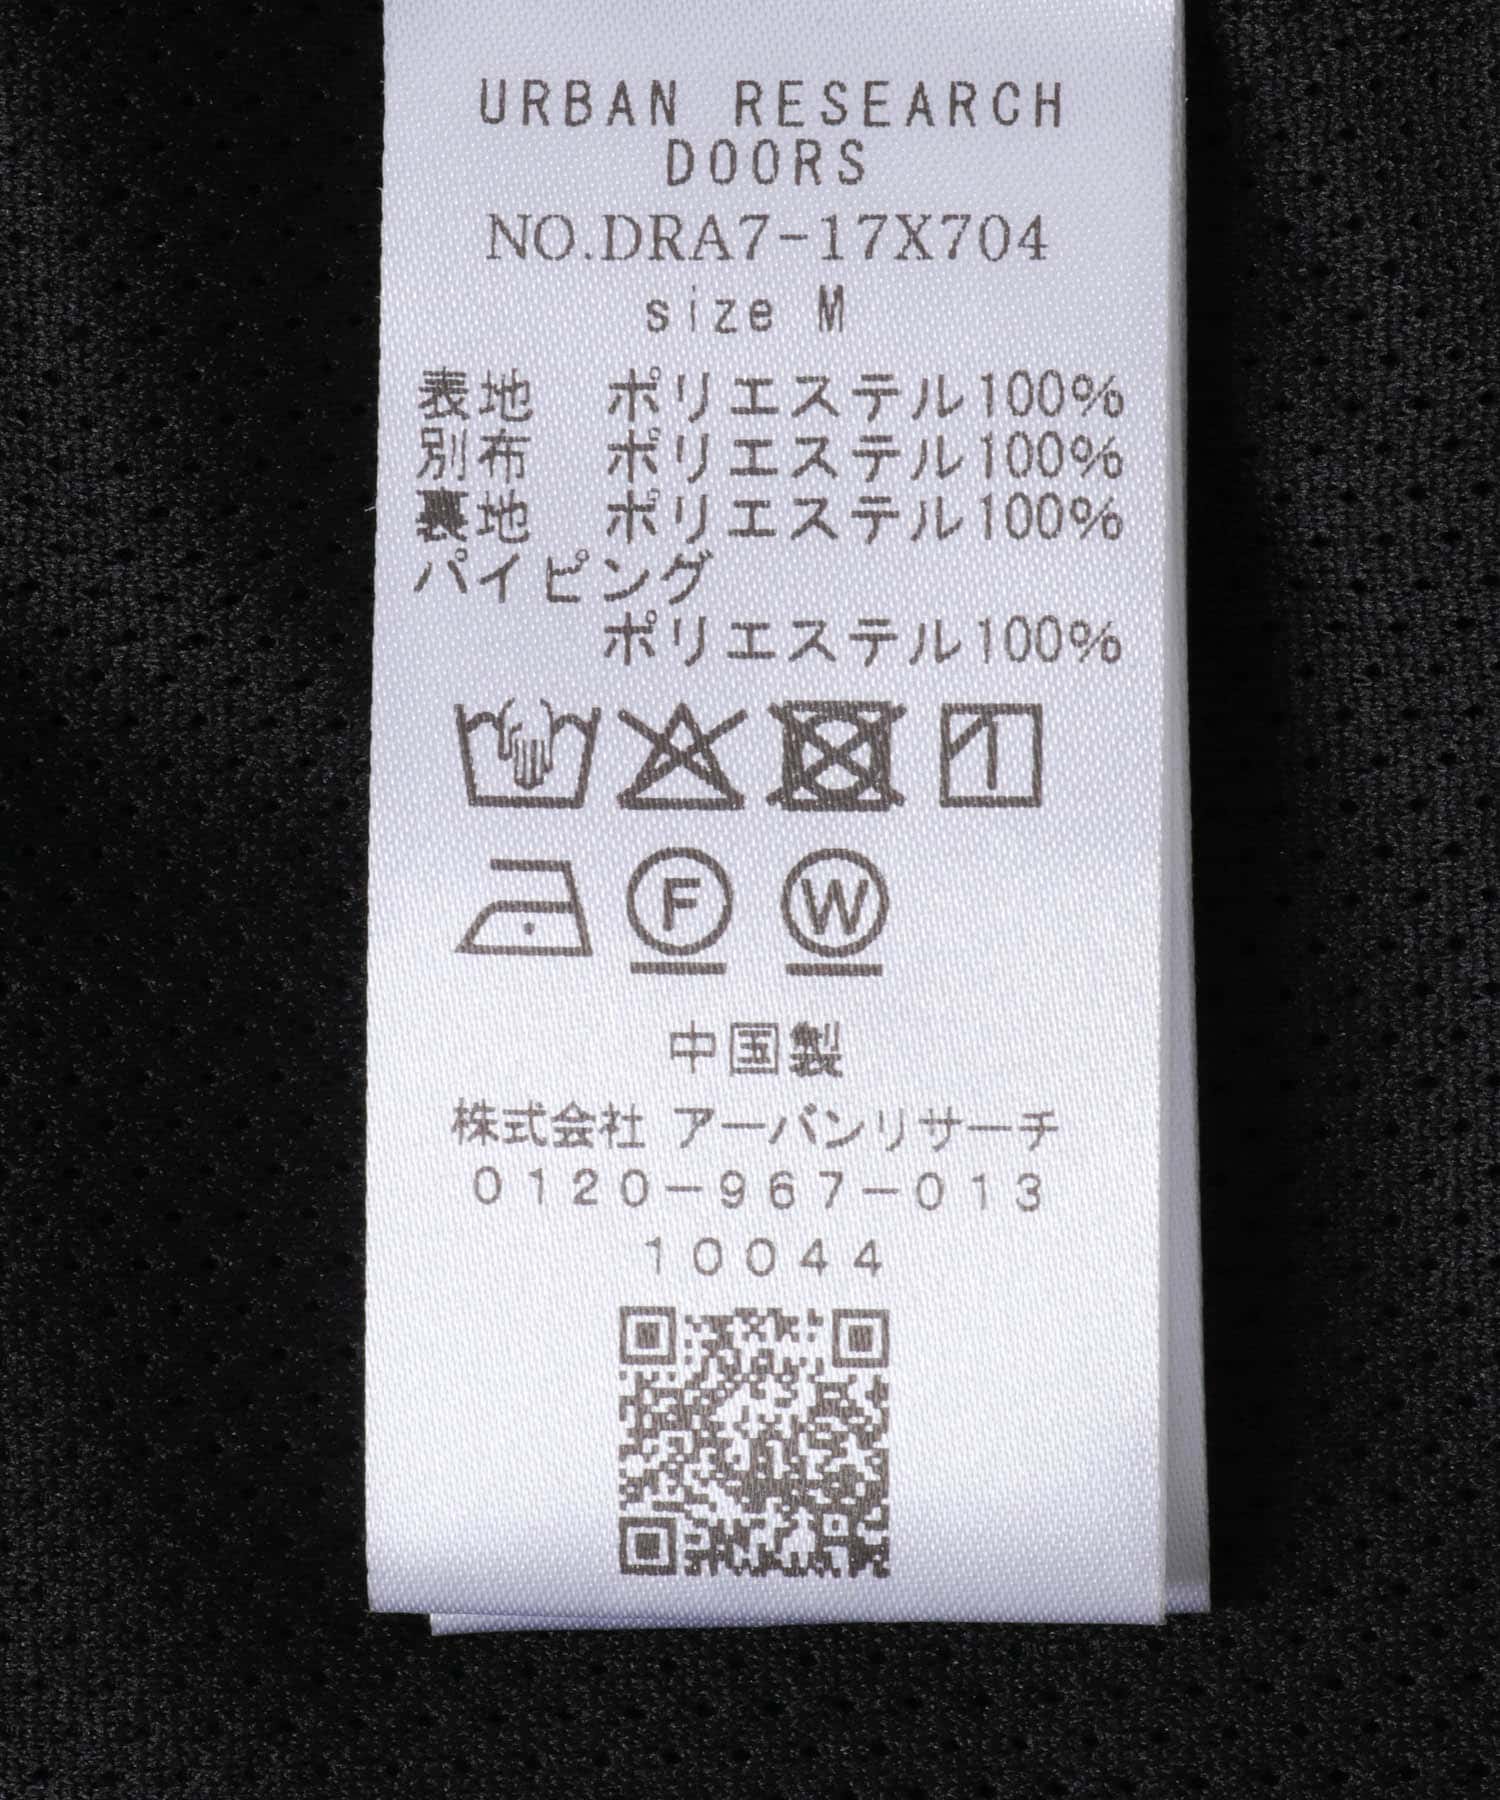 URBAN RESEARCH
DOORS
NO.DRA7-17X704
size M
表地 ポリエステル100%
別布 ポリエステル100%
裏地 ポリエステル100%
パイピング
ポリエステル100%
F W
中国製
株式会社 アーバンリサーチ
0120-967-013
10044